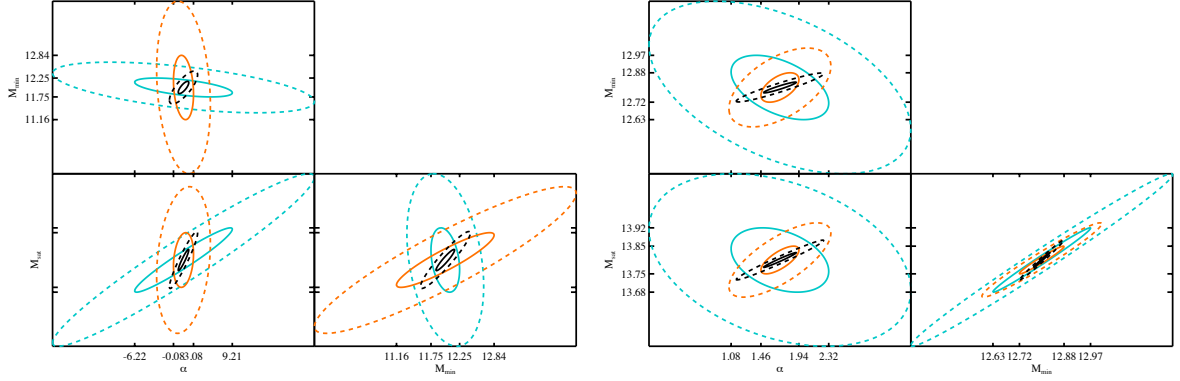 12.84
12.25
11.75
11.16
M_min
M_sat
-6.22 -0.08 3.08 9.21
α
11.16 11.75 12.25 12.84
M_min
12.97
12.88
12.72
12.63
M_min
13.92
13.85
13.75
13.68
M_sat
1.08 1.46 1.94 2.32
α
12.63 12.72 12.88 12.97
M_min